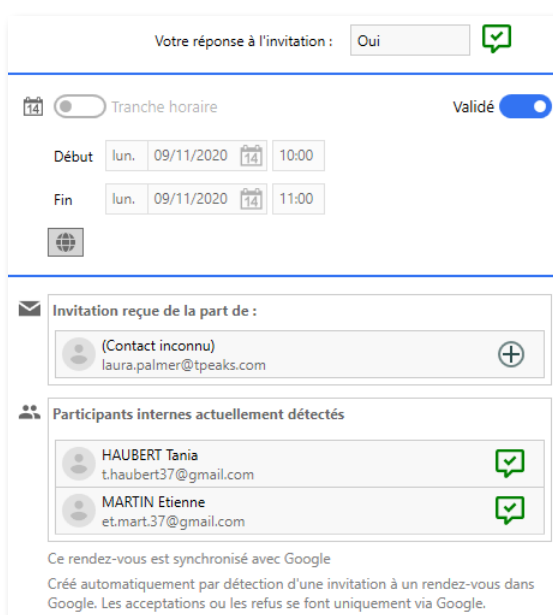 Votre réponse à l'invitation : Oui
14 Tranche horaire Validé
Début lun. 09/11/2020 14 10:00
Fin lun. 09/11/2020 14 11:00
Invitation reçue de la part de :
(Contact inconnu)
laura.palmer@tpeaks.com
Participants internes actuellement détectés
HAUBERT Tania
t.haubert37@gmail.com
MARTIN Etienne
et.mart.37@gmail.com
Ce rendez-vous est synchronisé avec Google
Créé automatiquement par détection d'une invitation à un rendez-vous dans
Google. Les acceptations ou les refus se font uniquement via Google.